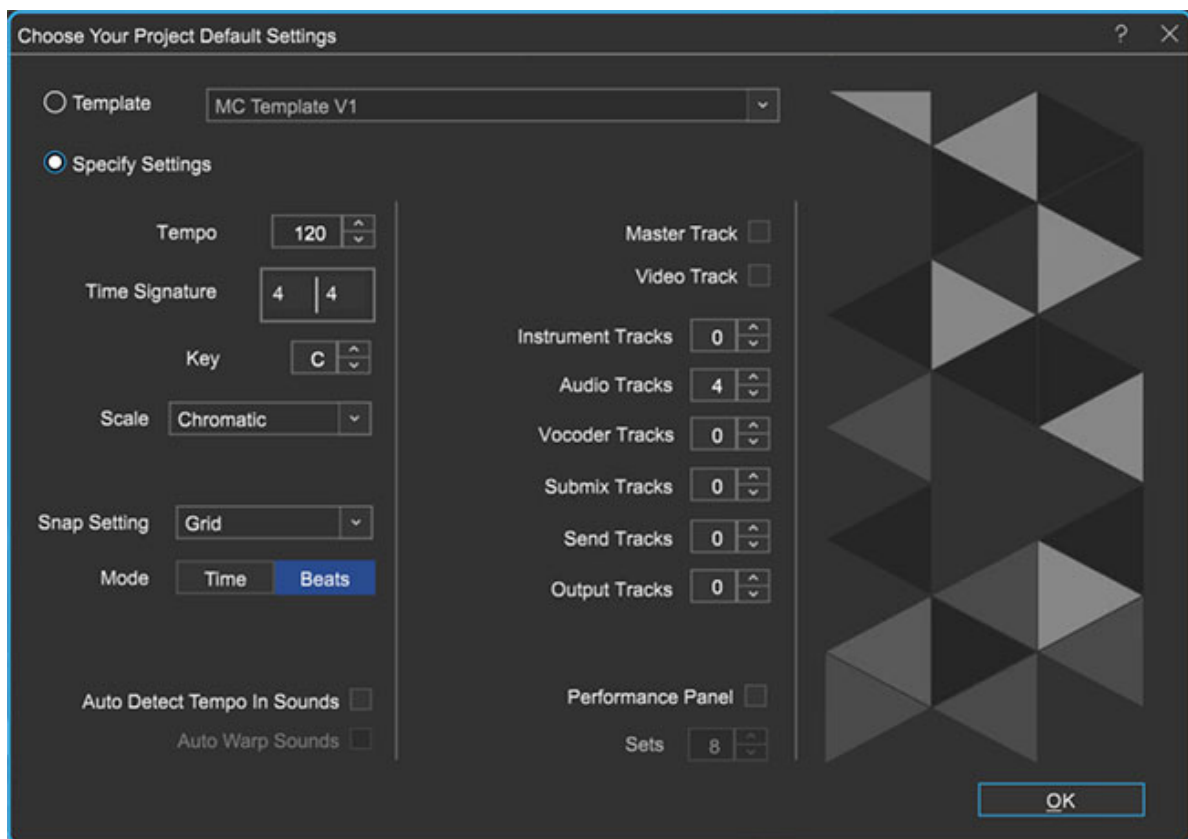 Choose Your Project Default Settings ?
Template MC Template V1
Specify Settings
Tempo 120
Time Signature 4 4
Key C
Scale Chromatic
Snap Setting Grid
Mode Time Beats
Auto Detect Tempo In Sounds
Auto Warp Sounds
Master Track
Video Track
Instrument Tracks 0
Audio Tracks 4
Vocoder Tracks 0
Submix Tracks 0
Send Tracks 0
Output Tracks 0
Performance Panel
Sets 8
OK